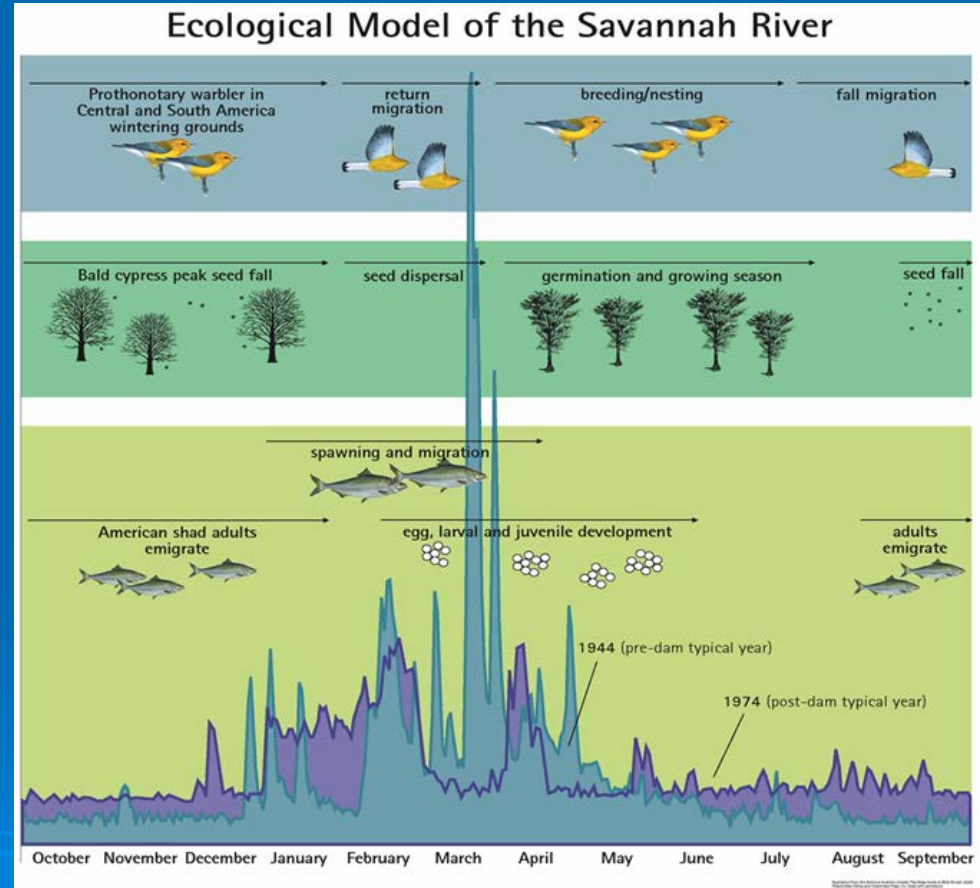 Ecological Model of the Savannah River
Prothonotary warbler in
Central and South America
wintering grounds
return
migration
breeding/nesting
fall migration
Bald cypress peak seed fall
seed dispersal
germination and growing season
seed fall
spawning and migration
American shad adults
emigrate
egg, larval and juvenile development
adults
emigrate
1944 (pre-dam typical year)
1974 (post-dam typical year)
October November December January February March April May June July August September